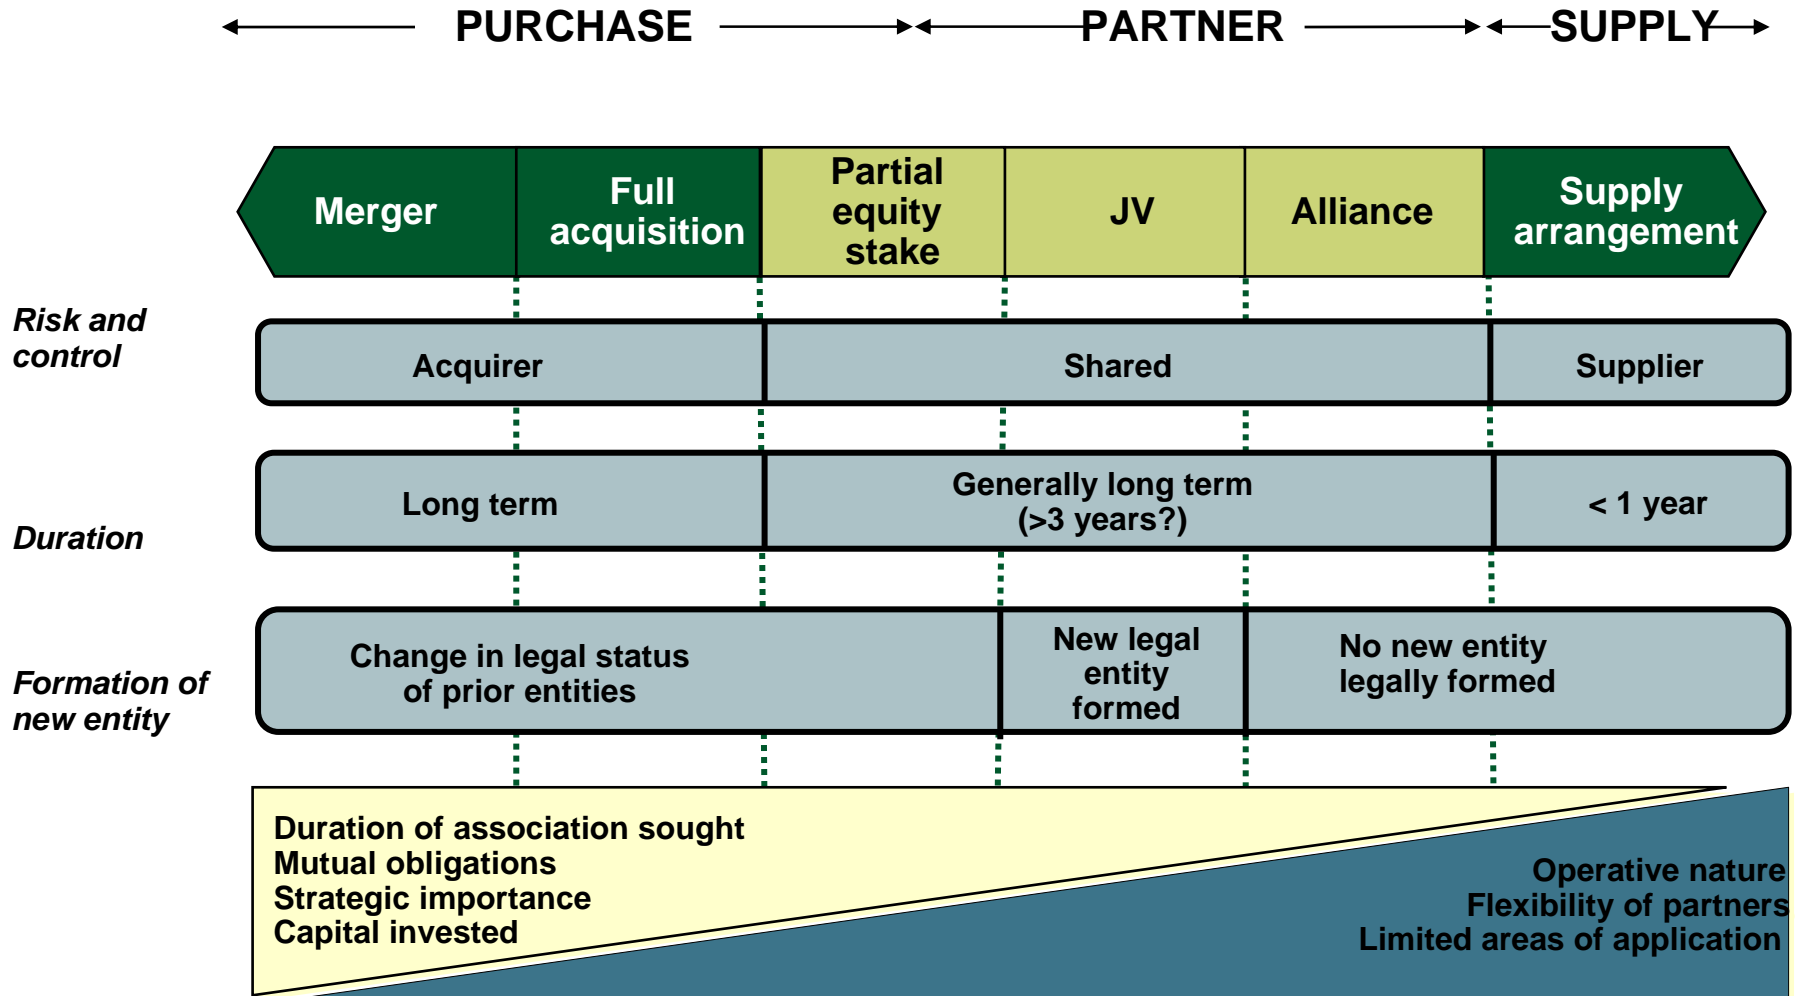 PURCHASE
PARTNER
SUPPLY
Merger
Full
acquisition
Partial
equity
stake
JV
Alliance
Supply
arrangement
Risk and
control
Acquirer
Shared
Supplier
Duration
Long term
Generally long term
(>3 years?)
< 1 year
Formation of
new entity
Change in legal status
of prior entities
New legal
entity
formed
No new entity
legally formed
Duration of association sought
Mutual obligations
Strategic importance
Capital invested
Operative nature
Flexibility of partners
Limited areas of application